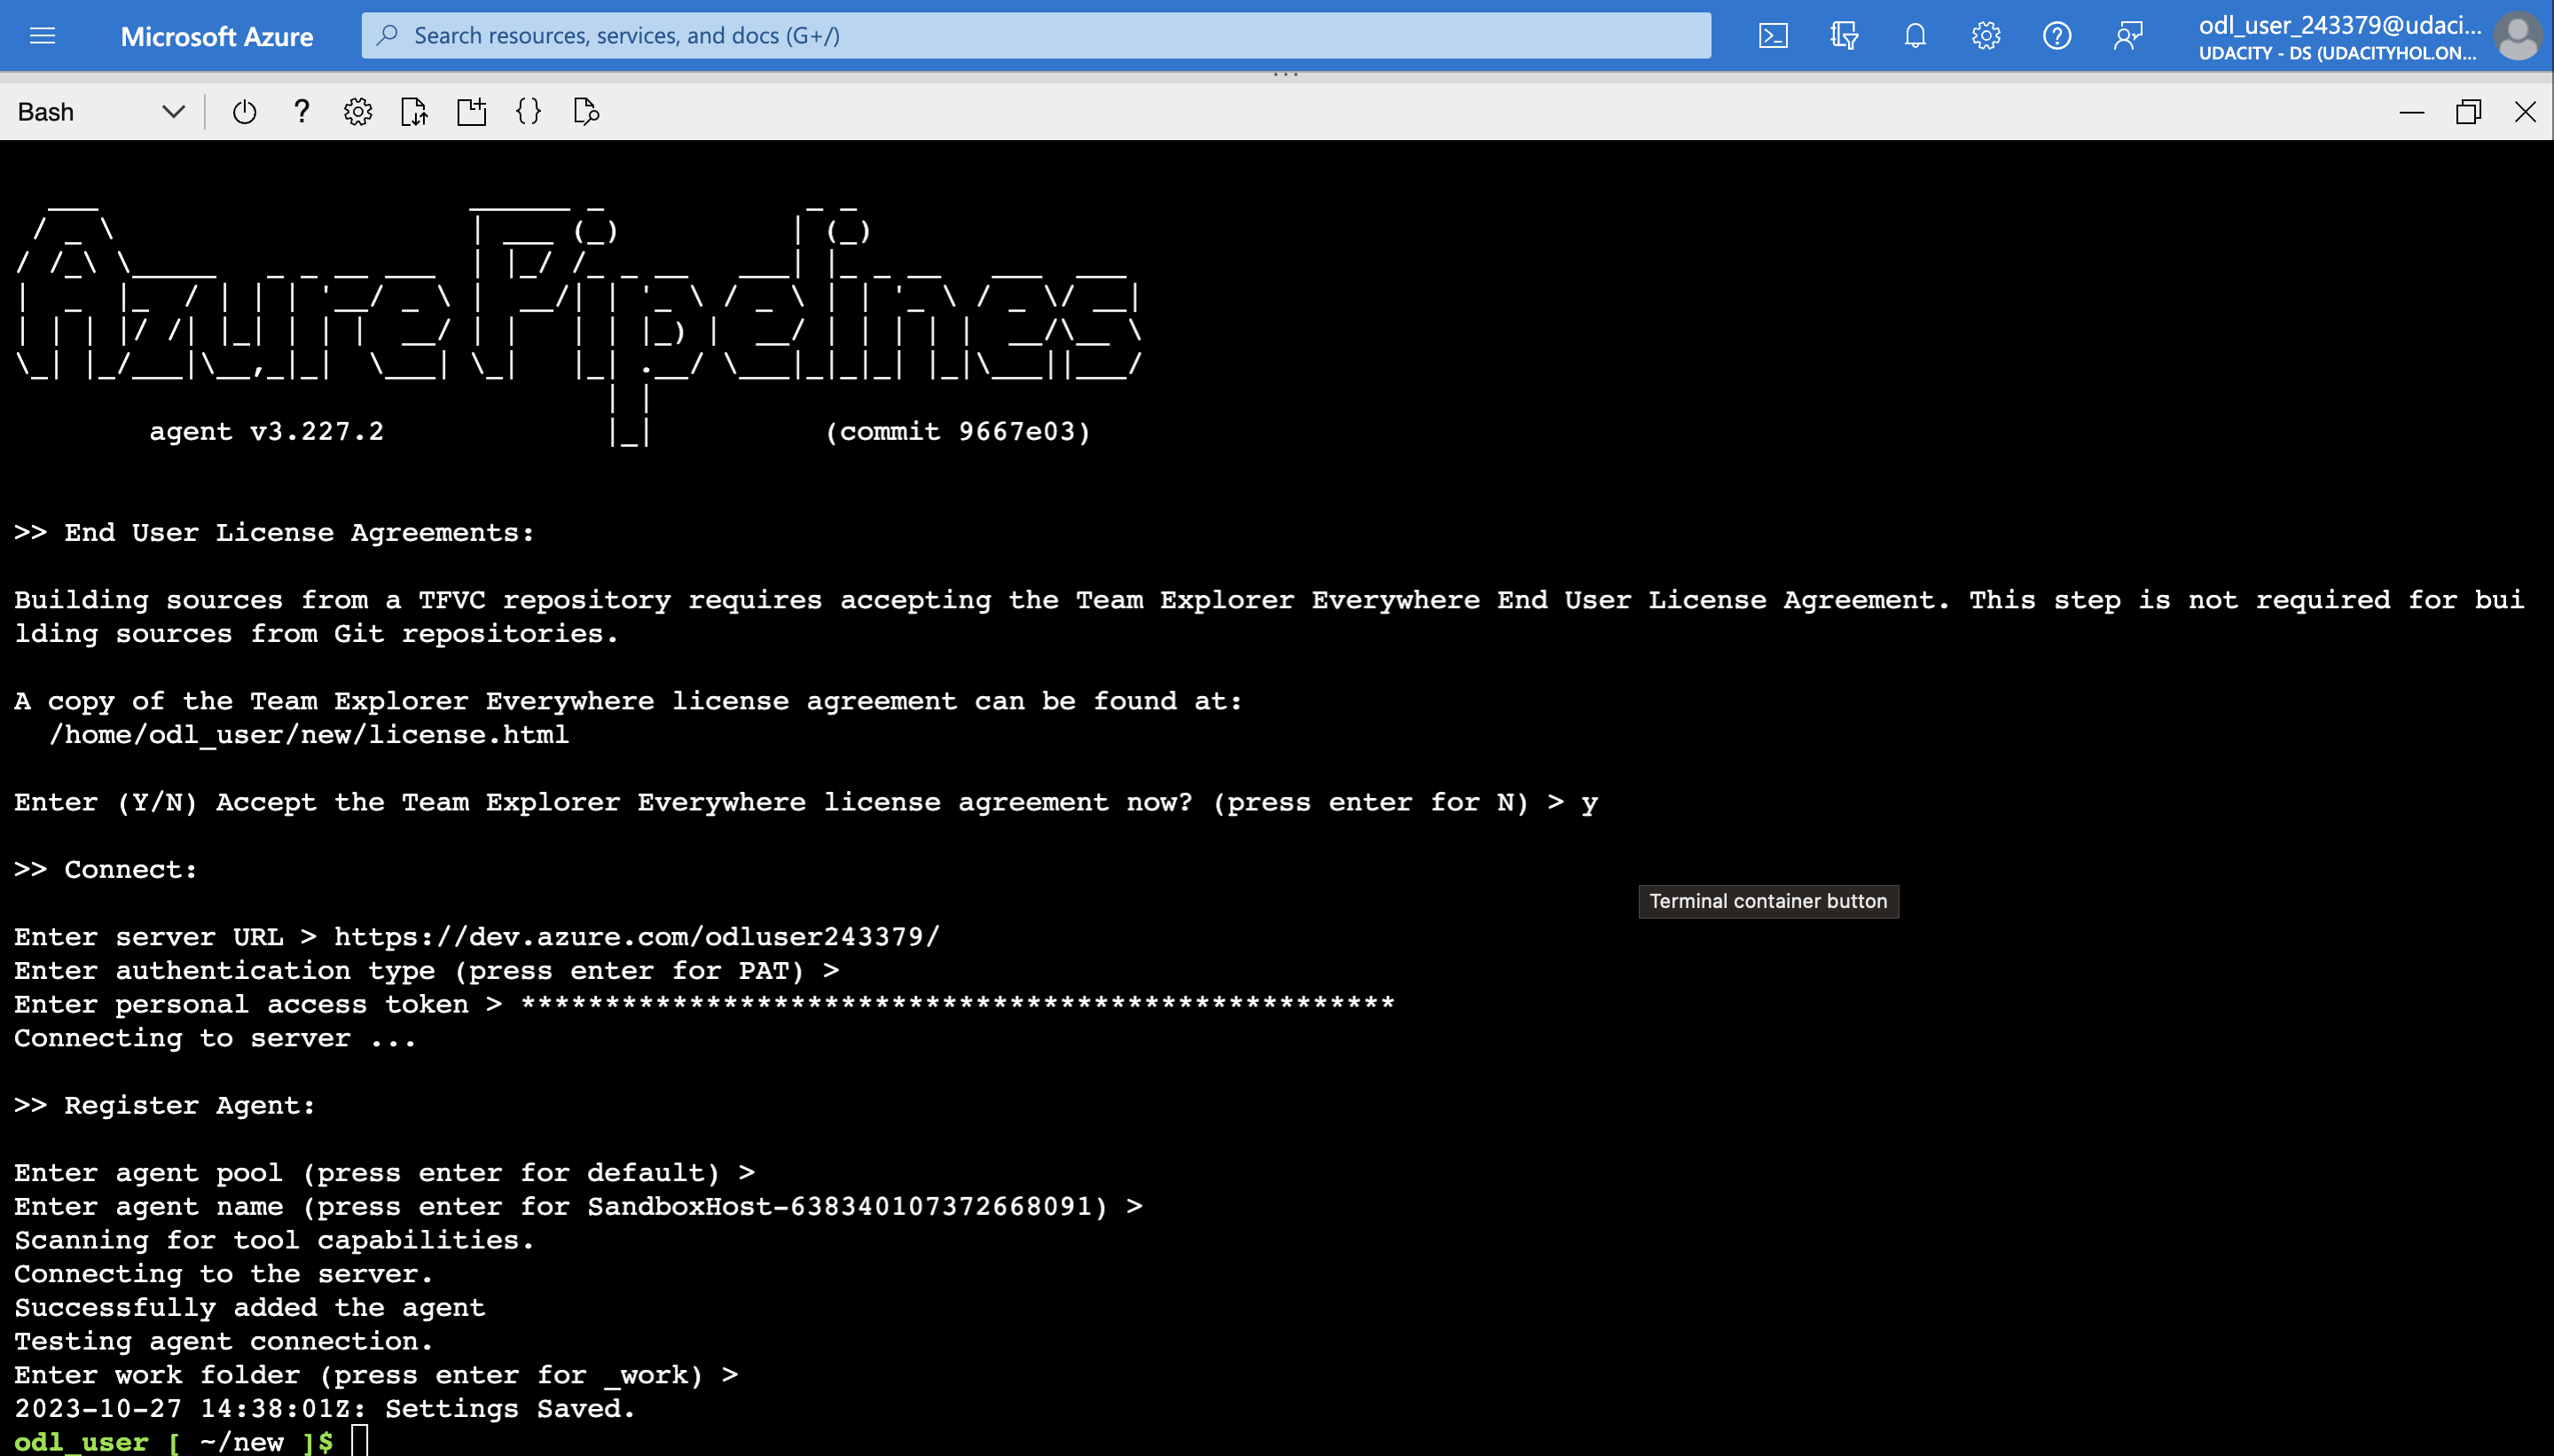 Microsoft Azure
Search resources, services, and docs (G+/)
odl_user_243379@udaci...
UDACITY - DS (UDACITYHOL.ON...
Bash
Azure Pipelines
agent v3.227.2 (commit 9667e03)
>> End User License Agreements:
Building sources from a TFVC repository requires accepting the Team Explorer Everywhere End User License Agreement. This step is not required for bui
lding sources from Git repositories.
A copy of the Team Explorer Everywhere license agreement can be found at:
/home/odl_user/new/license.html
Enter (Y/N) Accept the Team Explorer Everywhere license agreement now? (press enter for N) > y
>> Connect:
Terminal container button
Enter server URL > https://dev.azure.com/odluser243379/
Enter authentication type (press enter for PAT) >
Enter personal access token > ****************************************************
Connecting to server ...
>> Register Agent:
Enter agent pool (press enter for default) >
Enter agent name (press enter for SandboxHost-638340107372668091) >
Scanning for tool capabilities.
Connecting to the server.
Successfully added the agent
Testing agent connection.
Enter work folder (press enter for _work) >
2023-10-27 14:38:01Z: Settings Saved.
odl_user [ ~/new ]$